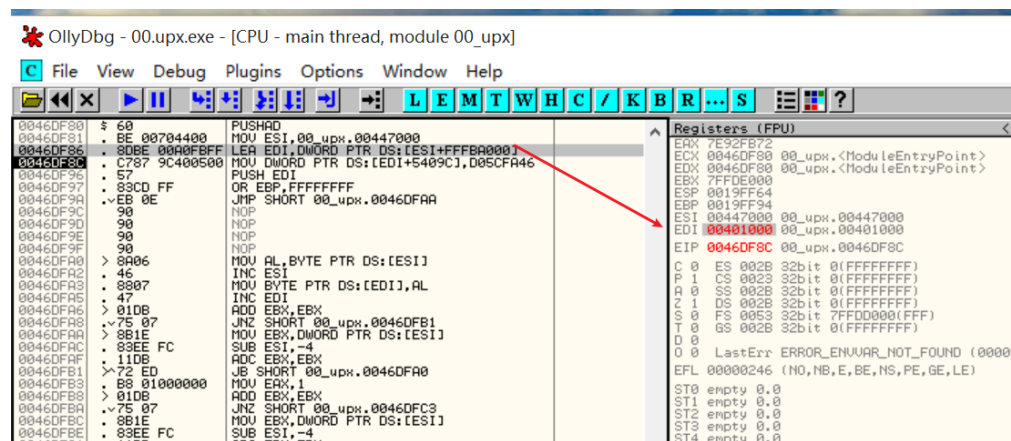 OllyDbg - 00.upx.exe - [CPU - main thread, module 00_upx]
C File View Debug Plugins Options Window Help
L E M T W H C / K B R ... S ?
0046DF80 $ 60 PUSHAD
0046DF81 . BE 00704400 MOV ESI,00_upx.00447000
0046DF86 . 8DBE 00A0FBFF LEA EDI,DWORD PTR DS:[ESI+FFFBA000]
0046DF8C . C787 9C400500 MOV DWORD PTR DS:[EDI+5409C],D05CFA46
0046DF96 . 57 PUSH EDI
0046DF97 . 83CD FF OR EBP,FFFFFFFF
0046DF9A .vEB 0E JMP SHORT 00_upx.0046DFAA
0046DF9C 90 NOP
0046DF9D 90 NOP
0046DF9E 90 NOP
0046DF9F 90 NOP
0046DFA0 > 8A06 MOV AL,BYTE PTR DS:[ESI]
0046DFA2 . 46 INC ESI
0046DFA3 . 8807 MOV BYTE PTR DS:[EDI],AL
0046DFA5 . 47 INC EDI
0046DFA6 > 01DB ADD EBX,EBX
0046DFA8 .v75 07 JNZ SHORT 00_upx.0046DFB1
0046DFAA > 8B1E MOV EBX,DWORD PTR DS:[ESI]
0046DFAC . 83EE FC SUB ESI,-4
0046DFAF . 11DB ADC EBX,EBX
0046DFB1 >^72 ED JB SHORT 00_upx.0046DFA0
0046DFB3 . B8 01000000 MOV EAX,1
0046DFB8 > 01DB ADD EBX,EBX
0046DFBA .v75 07 JNZ SHORT 00_upx.0046DFC3
0046DFBC . 8B1E MOV EBX,DWORD PTR DS:[ESI]
0046DFBE . 83EE FC SUB ESI,-4
Registers (FPU) <
EAX 7E92FB72
ECX 0046DF80 00_upx.<ModuleEntryPoint>
EDX 0046DF80 00_upx.<ModuleEntryPoint>
EBX 7FFDE000
ESP 0019FF64
EBP 0019FF94
ESI 00447000 00_upx.00447000
EDI 00401000 00_upx.00401000
EIP 0046DF8C 00_upx.0046DF8C
C 0 ES 002B 32bit 0(FFFFFFFF)
P 1 CS 0023 32bit 0(FFFFFFFF)
A 0 SS 002B 32bit 0(FFFFFFFF)
Z 1 DS 002B 32bit 0(FFFFFFFF)
S 0 FS 0053 32bit 7FFDD000(FFF)
T 0 GS 002B 32bit 0(FFFFFFFF)
D 0
O 0 LastErr ERROR_ENVVAR_NOT_FOUND (0000
EFL 00000246 (NO,NB,E,BE,NS,PE,GE,LE)
ST0 empty 0.0
ST1 empty 0.0
ST2 empty 0.0
ST3 empty 0.0
ST4 empty 0.0